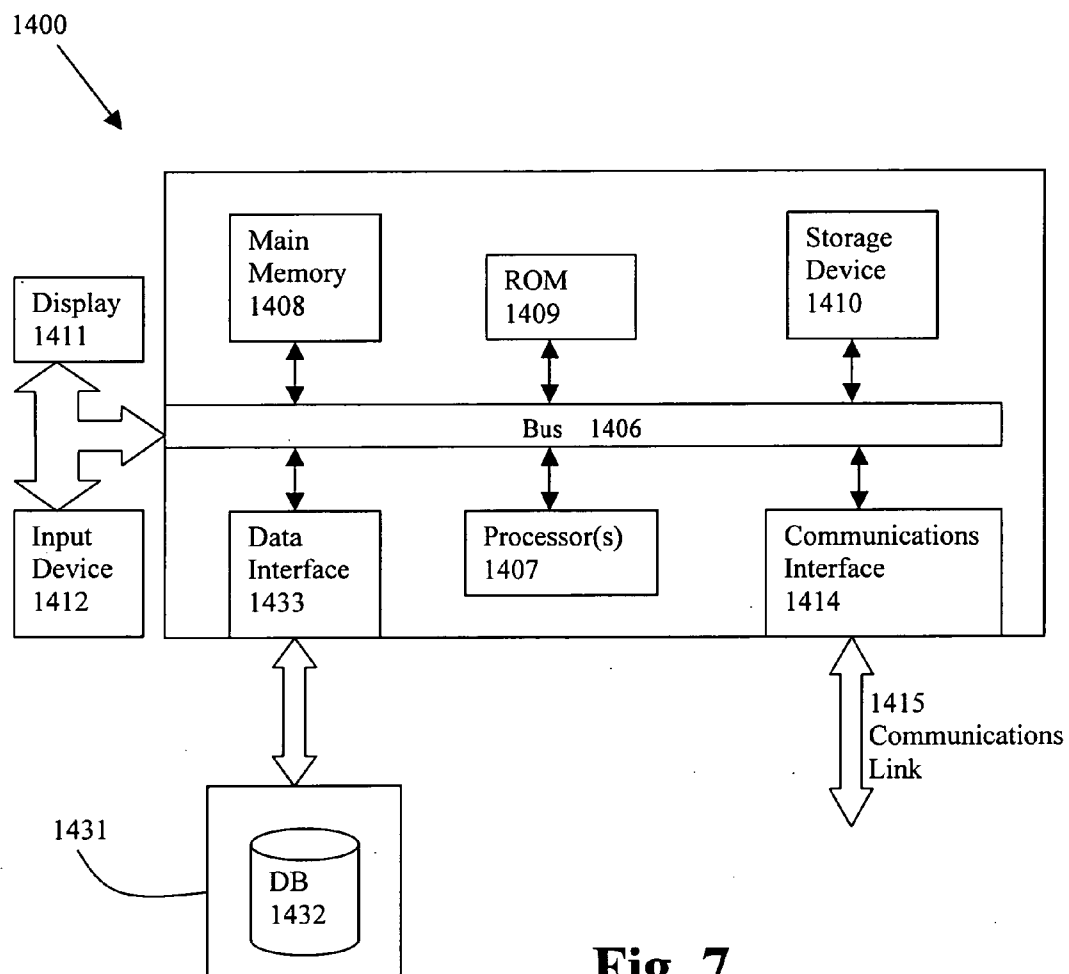 1400
Main
Memory
1408
ROM
1409
Storage
Device
1410
Display
1411
Bus 1406
Input
Device
1412
Data
Interface
1433
Processor(s)
1407
Communications
Interface
1414
1415
Communications
Link
1431
DB
1432
Fig. 7